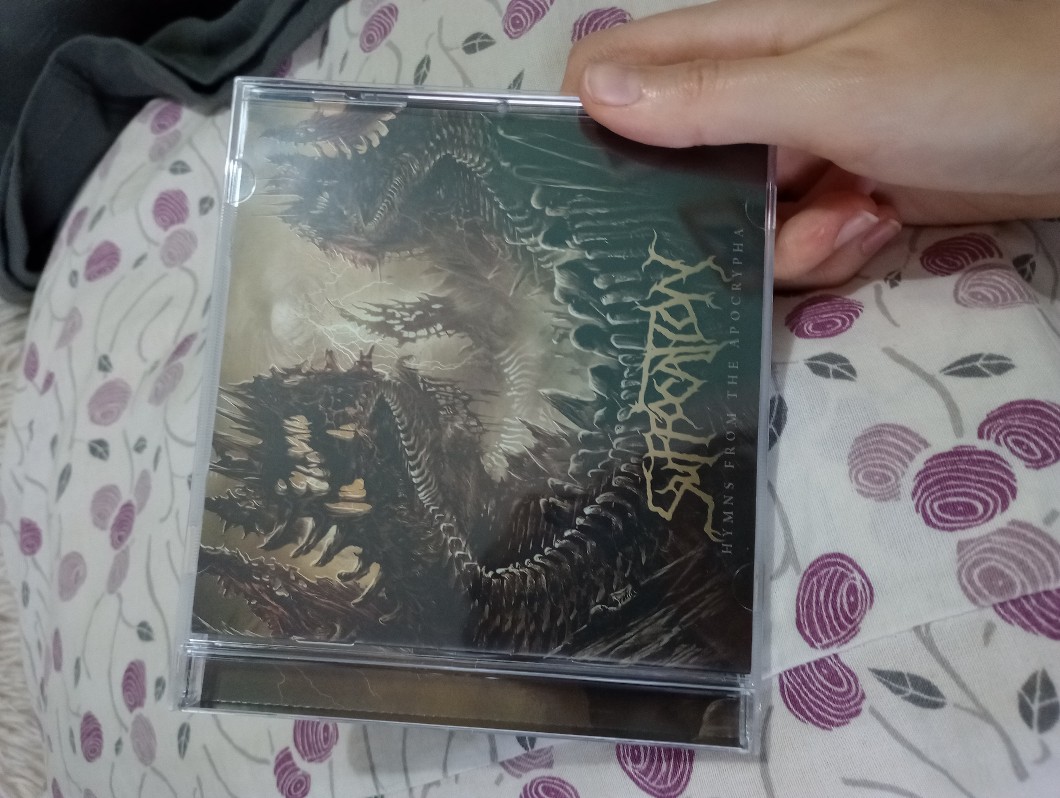 SUFFOCATION
HYMNS FROM THE APOCRYPHA